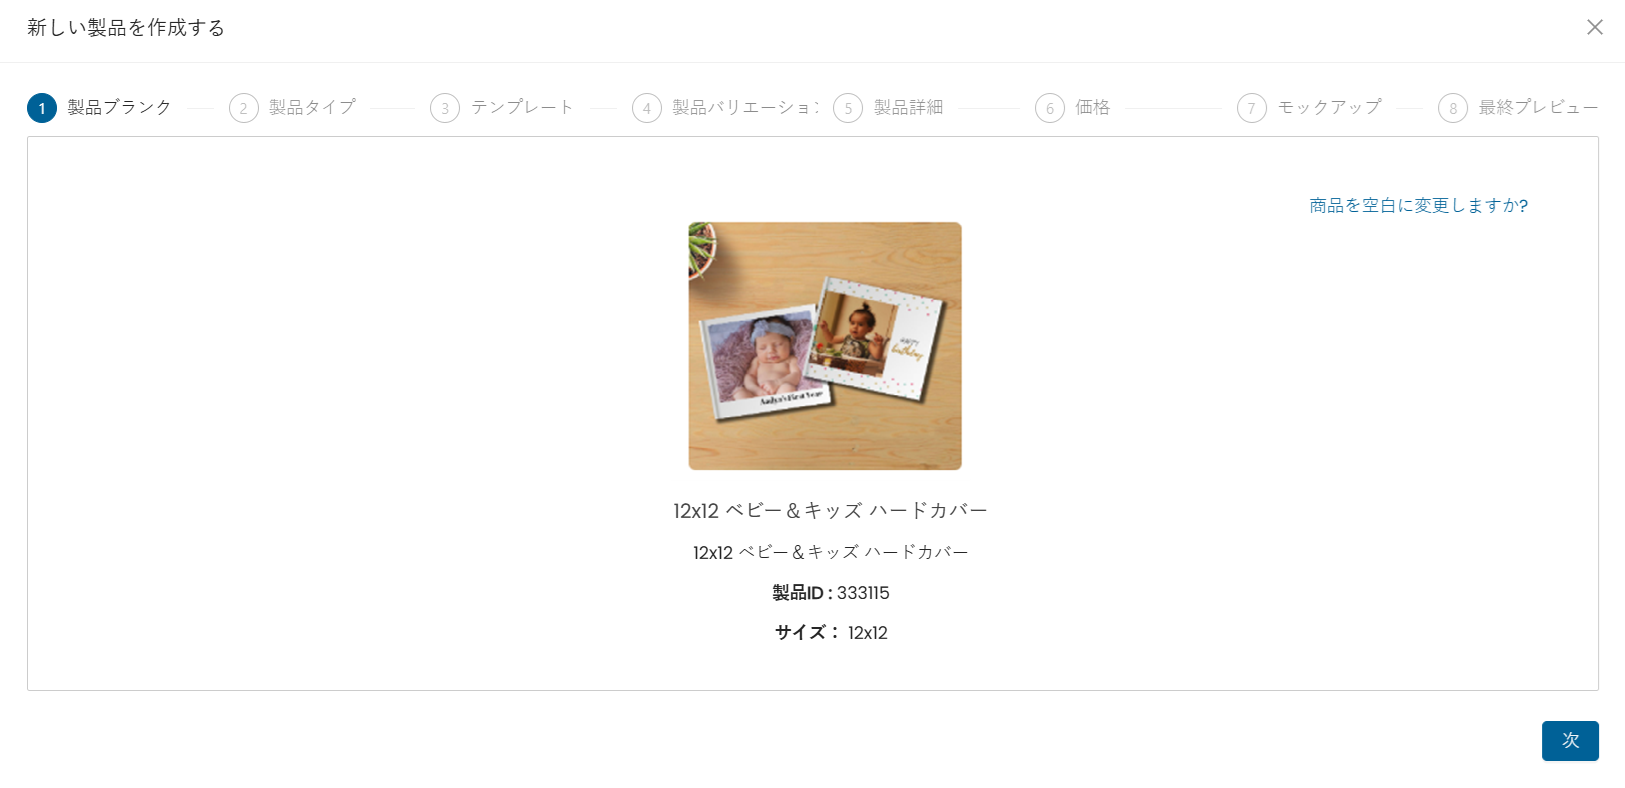 新しい製品を作成する
1 製品ブランク 2 製品タイプ 3 テンプレート 4 製品バリエーション 5 製品詳細 6 価格 7 モックアップ 8 最終プレビュー
商品を空白に変更しますか?
HAPPY
birthday
First Year
12x12 ベビー＆キッズ ハードカバー
12x12 ベビー＆キッズ ハードカバー
製品ID : 333115
サイズ： 12x12
次